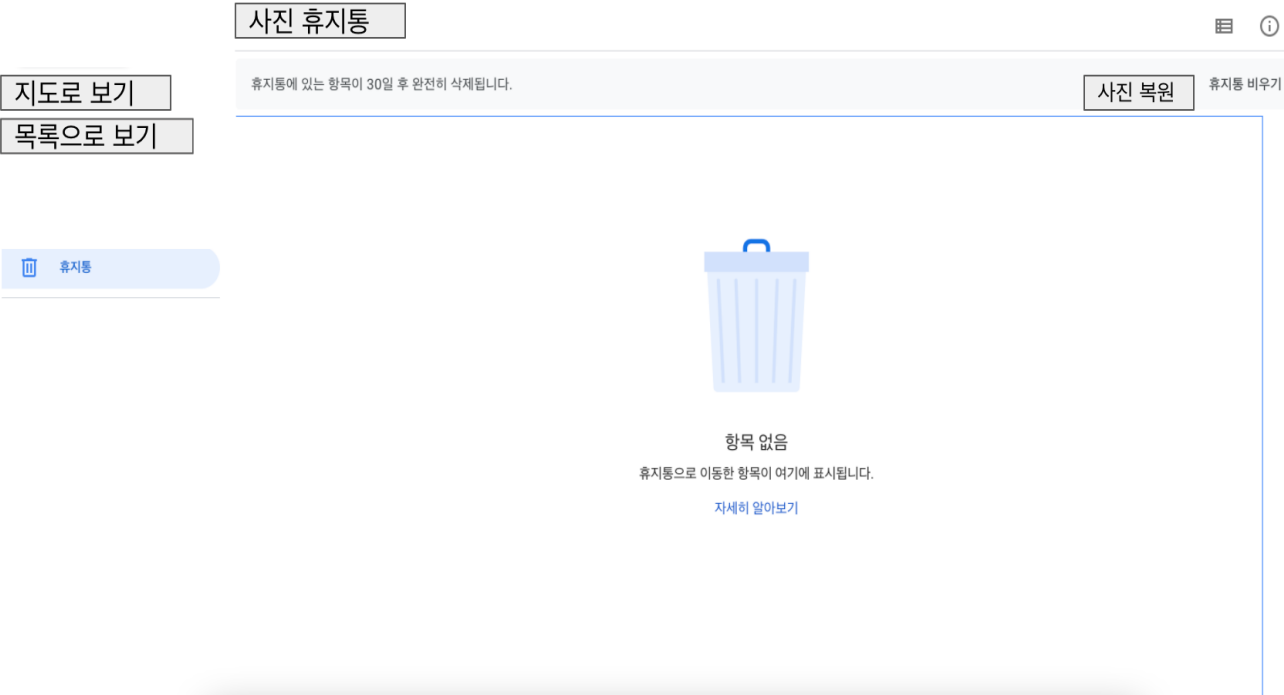 사진 휴지통
지도로 보기
목록으로 보기
휴지통
휴지통에 있는 항목이 30일 후 완전히 삭제됩니다.
사진 복원
휴지통 비우기
항목 없음
휴지통으로 이동한 항목이 여기에 표시됩니다.
자세히 알아보기